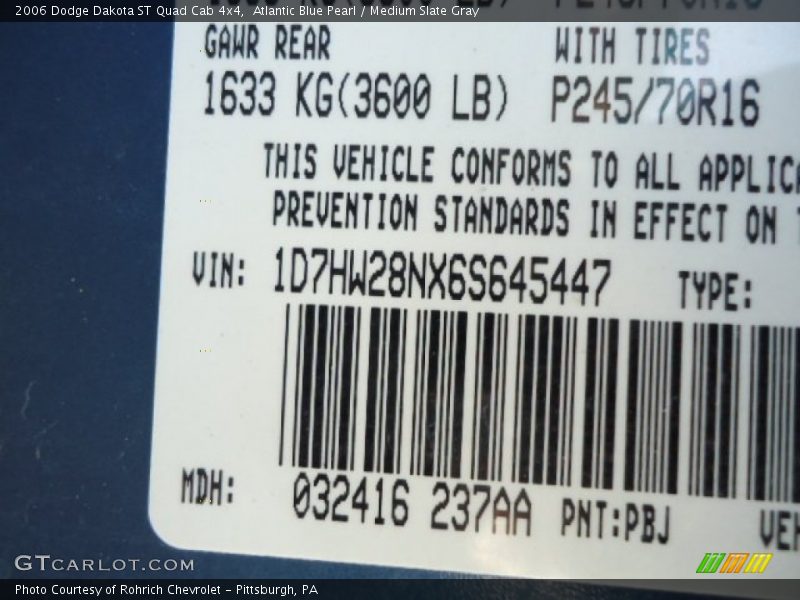 2006 Dodge Dakota ST Quad Cab 4x4,  Atlantic Blue Pearl / Medium Slate Gray
GAWR REAR WITH TIRES
1633 KG(3600 LB) P245/70R16
THIS VEHICLE CONFORMS TO ALL APPLICA
PREVENTION STANDARDS IN EFFECT ON T
VIN: 1D7HW28NX6S645447 TYPE:
MDH: 032416 237AA PNT:PBJ VEH
GTCARLOT.COM
Photo Courtesy of Rohrich Chevrolet - Pittsburgh, PA